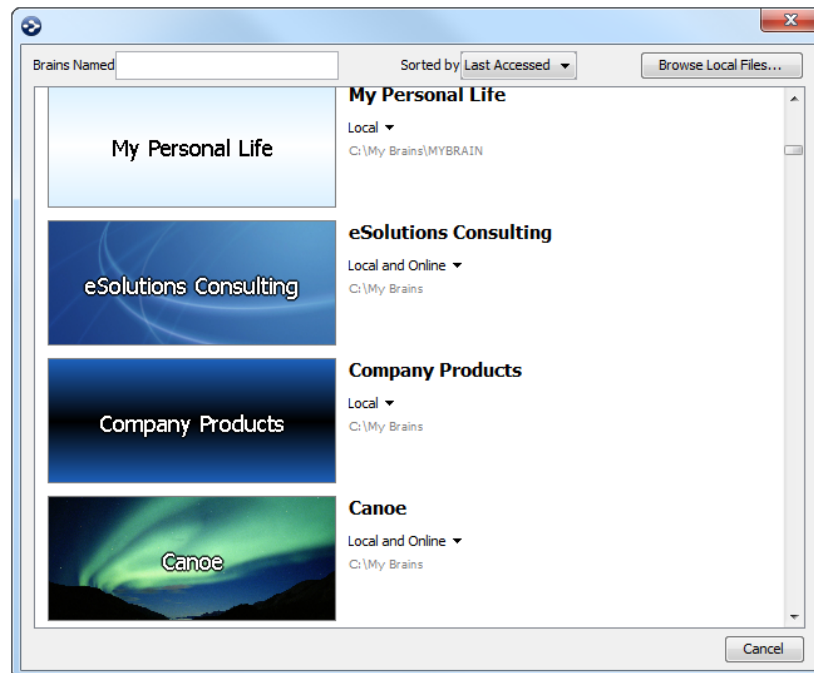 Brains Named
Sorted by Last Accessed
Browse Local Files...
My Personal Life
My Personal Life
Local
C:\My Brains\MYBRAIN
eSolutions Consulting
eSolutions Consulting
Local and Online
C:\My Brains
Company Products
Company Products
Local
C:\My Brains
Canoe
Canoe
Local and Online
C:\My Brains
Cancel